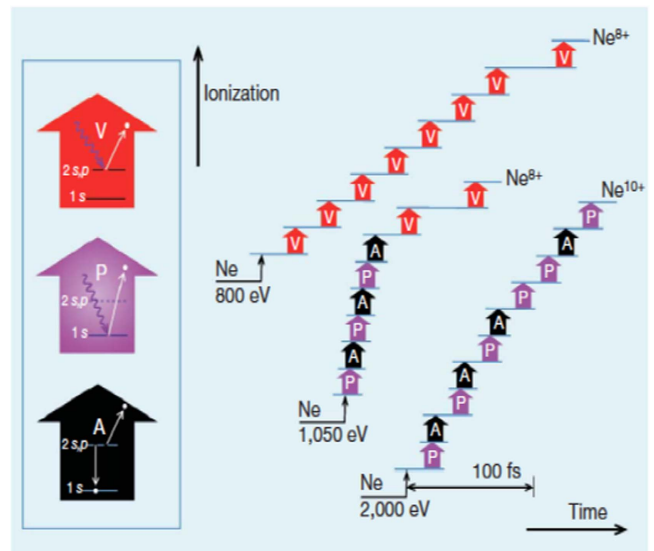 Ionization
V
2 s,p
1 s
P
2 s,p
1 s
A
2 s,p
1 s
Ne
800 eV
V
V
V
V
V
V
V
V
Ne8+
Ne
1,050 eV
P
A
P
A
P
A
V
V
Ne8+
Ne
2,000 eV
P
A
P
A
P
A
P
P
A
P
Ne10+
100 fs
Time